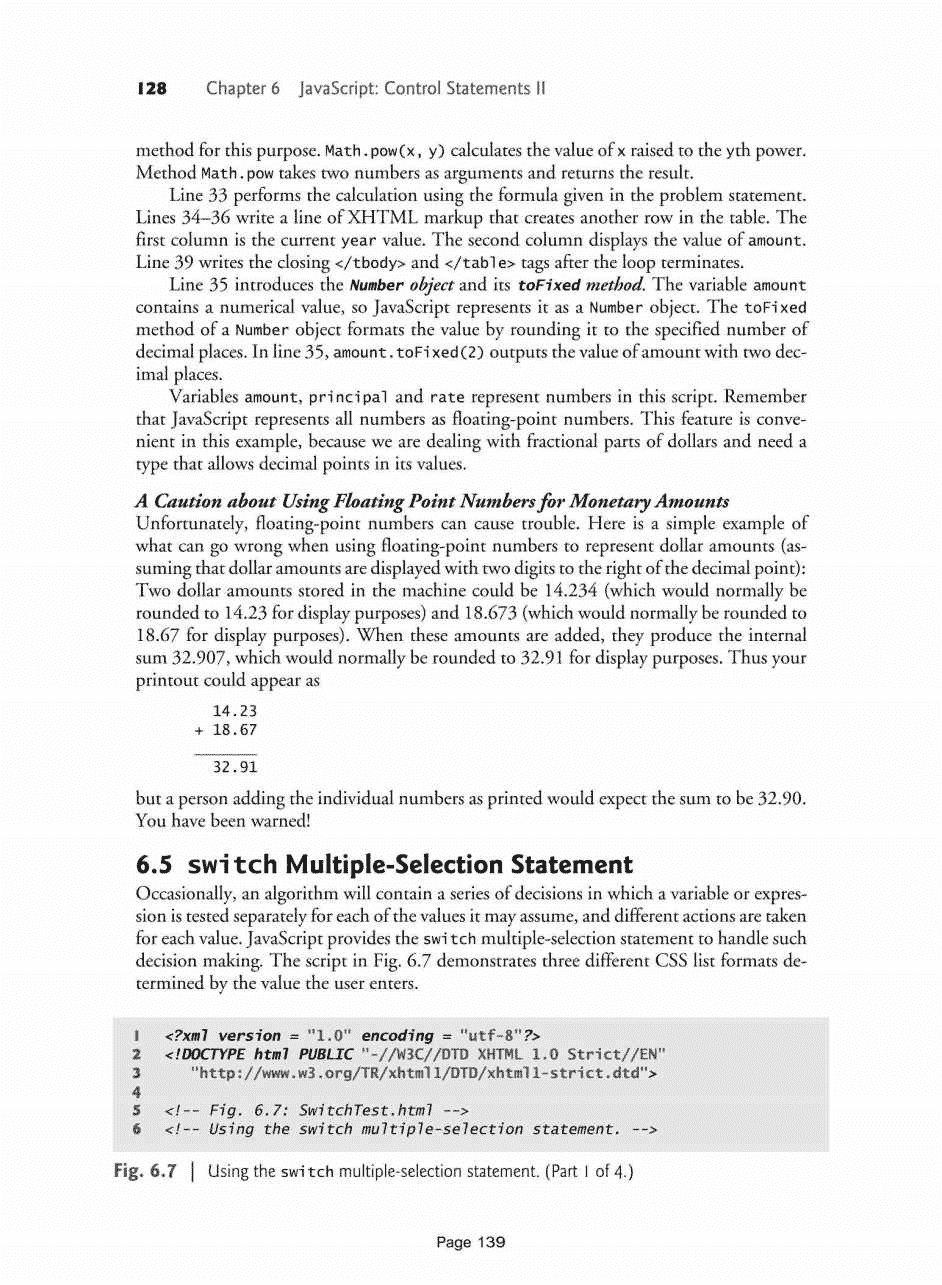 128 Chapter 6 JavaScript: Control Statements II
method for this purpose. Math.pow(x, y) calculates the value of x raised to the yth power.
Method Math.pow takes two numbers as arguments and returns the result.
Line 33 performs the calculation using the formula given in the problem statement.
Lines 34–36 write a line of XHTML markup that creates another row in the table. The
first column is the current year value. The second column displays the value of amount.
Line 39 writes the closing </tbody> and </table> tags after the loop terminates.
Line 35 introduces the Number object and its toFixed method. The variable amount
contains a numerical value, so JavaScript represents it as a Number object. The toFixed
method of a Number object formats the value by rounding it to the specified number of
decimal places. In line 35, amount.toFixed(2) outputs the value of amount with two dec-
imal places.
Variables amount, principal and rate represent numbers in this script. Remember
that JavaScript represents all numbers as floating-point numbers. This feature is conve-
nient in this example, because we are dealing with fractional parts of dollars and need a
type that allows decimal points in its values.
A Caution about Using Floating Point Numbers for Monetary Amounts
Unfortunately, floating-point numbers can cause trouble. Here is a simple example of
what can go wrong when using floating-point numbers to represent dollar amounts (as-
suming that dollar amounts are displayed with two digits to the right of the decimal point):
Two dollar amounts stored in the machine could be 14.234 (which would normally be
rounded to 14.23 for display purposes) and 18.673 (which would normally be rounded to
18.67 for display purposes). When these amounts are added, they produce the internal
sum 32.907, which would normally be rounded to 32.91 for display purposes. Thus your
printout could appear as
14.23
+ 18.67
32.91
but a person adding the individual numbers as printed would expect the sum to be 32.90.
You have been warned!
6.5 switch Multiple-Selection Statement
Occasionally, an algorithm will contain a series of decisions in which a variable or expres-
sion is tested separately for each of the values it may assume, and different actions are taken
for each value. JavaScript provides the switch multiple-selection statement to handle such
decision making. The script in Fig. 6.7 demonstrates three different CSS list formats de-
termined by the value the user enters.
1 <?xml version = "1.0" encoding = "utf-8"?>
2 <!DOCTYPE html PUBLIC "-//W3C//DTD XHTML 1.0 Strict//EN"
3 "http://www.w3.org/TR/xhtml1/DTD/xhtml1-strict.dtd">
4
5 <!-- Fig. 6.7: SwitchTest.html -->
6 <!-- Using the switch multiple-selection statement. -->
Fig. 6.7 | Using the switch multiple-selection statement. (Part 1 of 4.)
Page 139